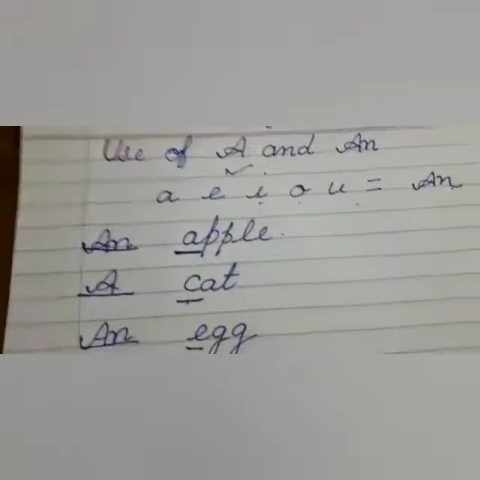 Use of A and An
a e i o u = An
An apple.
A cat
An egg